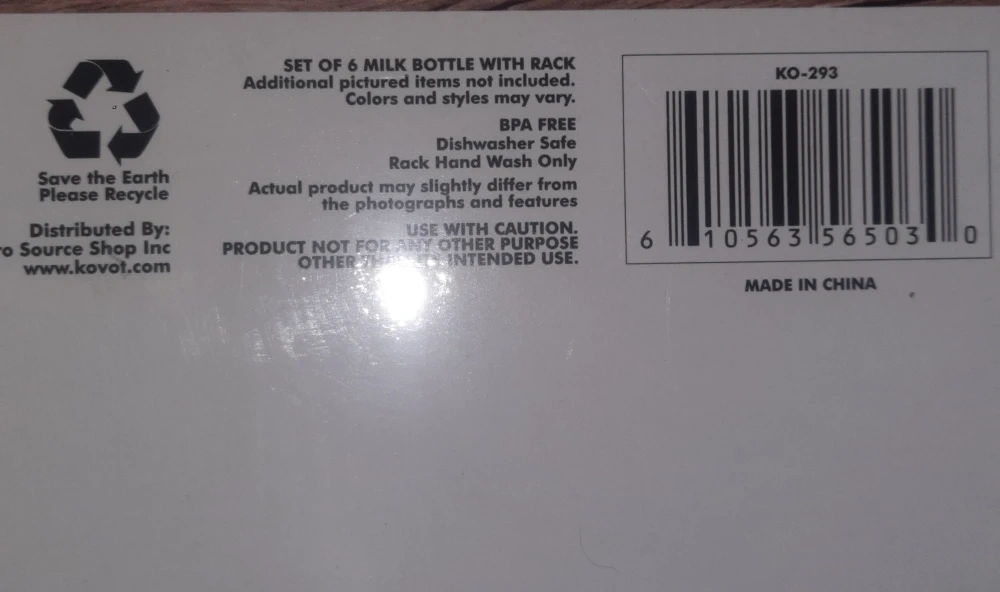 Save the Earth
Please Recycle
Distributed By:
Source Shop Inc
www.kovot.com
SET OF 6 MILK BOTTLE WITH RACK
Additional pictured items not included.
Colors and styles may vary.
BPA FREE
Dishwasher Safe
Rack Hand Wash Only
Actual product may slightly differ from
the photographs and features
USE WITH CAUTION.
PRODUCT NOT FOR ANY OTHER PURPOSE
OTHER INTENDED USE.
KO-293
6 10563 56503 0
MADE IN CHINA